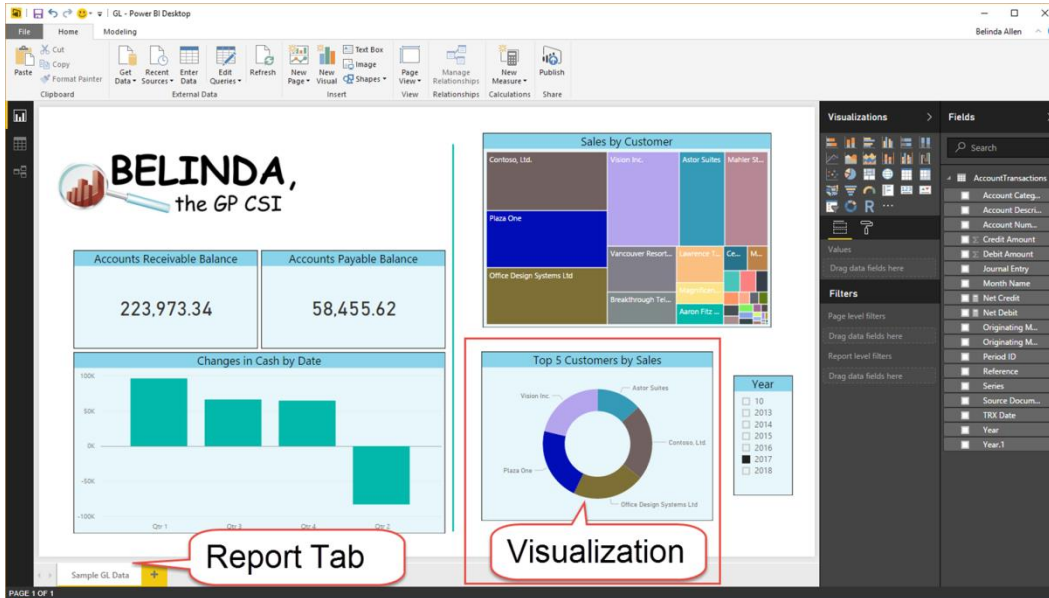 GL - Power BI Desktop
Belinda Allen
File Home Modeling
Paste
Cut
Copy
Format Painter
Clipboard
Get Data
Recent Sources
Enter Data
Edit Queries
Refresh
External Data
New Page
New Visual
Text Box
Image
Shapes
Insert
Page View
View
Manage Relationships
Relationships
New Measure
Calculations
Publish
Share
BELINDA,
the GP CSI
Accounts Receivable Balance
223,973.34
Accounts Payable Balance
58,455.62
Changes in Cash by Date
100K
50K
0K
-50K
-100K
Qtr 1 Qtr 3 Qtr 4 Qtr 2
Sales by Customer
Contoso, Ltd.
Plaza One
Office Design Systems Ltd
Vision Inc.
Astor Suites
Mahler St...
Vancouver Resort...
Lawrence T...
Ce...
M...
Breakthrough Tel...
Aaron Fitz ...
Top 5 Customers by Sales
Astor Suites
Vision Inc.
Contoso, Ltd
Plaza One
Office Design Systems Ltd
Year
10
2013
2014
2015
2016
2017
2018
Report Tab
Visualization
Sample GL Data +
PAGE 1 OF 1
Visualizations >
R ...
Values
Drag data fields here
Filters
Page level filters
Drag data fields here
Report level filters
Drag data fields here
Fields
Search
AccountTransactions
Account Categ...
Account Descri...
Account Num...
Σ Credit Amount
Σ Debit Amount
Journal Entry
Month Name
Net Credit
Net Debit
Originating M...
Originating M...
Period ID
Reference
Series
Source Docum...
TRX Date
Year
Year.1